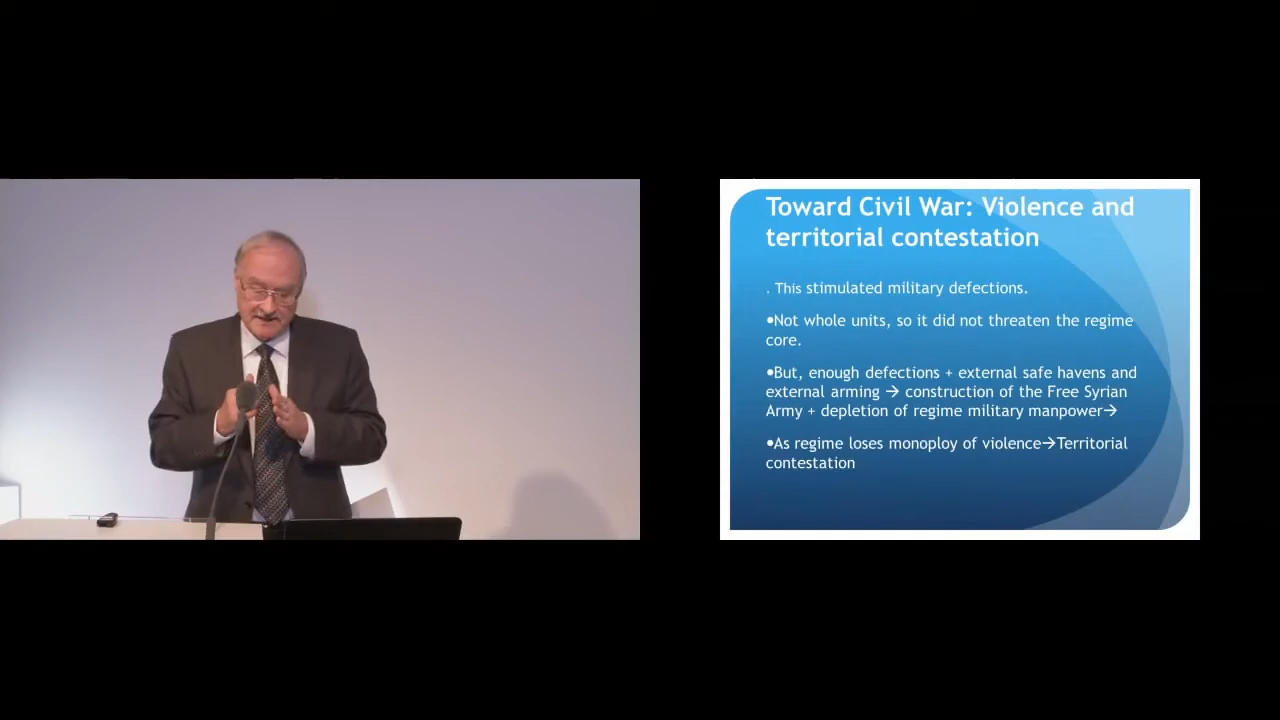 Toward Civil War: Violence and
territorial contestation
. This stimulated military defections.
•Not whole units, so it did not threaten the regime
core.
•But, enough defections + external safe havens and
external arming → construction of the Free Syrian
Army + depletion of regime military manpower→
•As regime loses monoploy of violence→Territorial
contestation